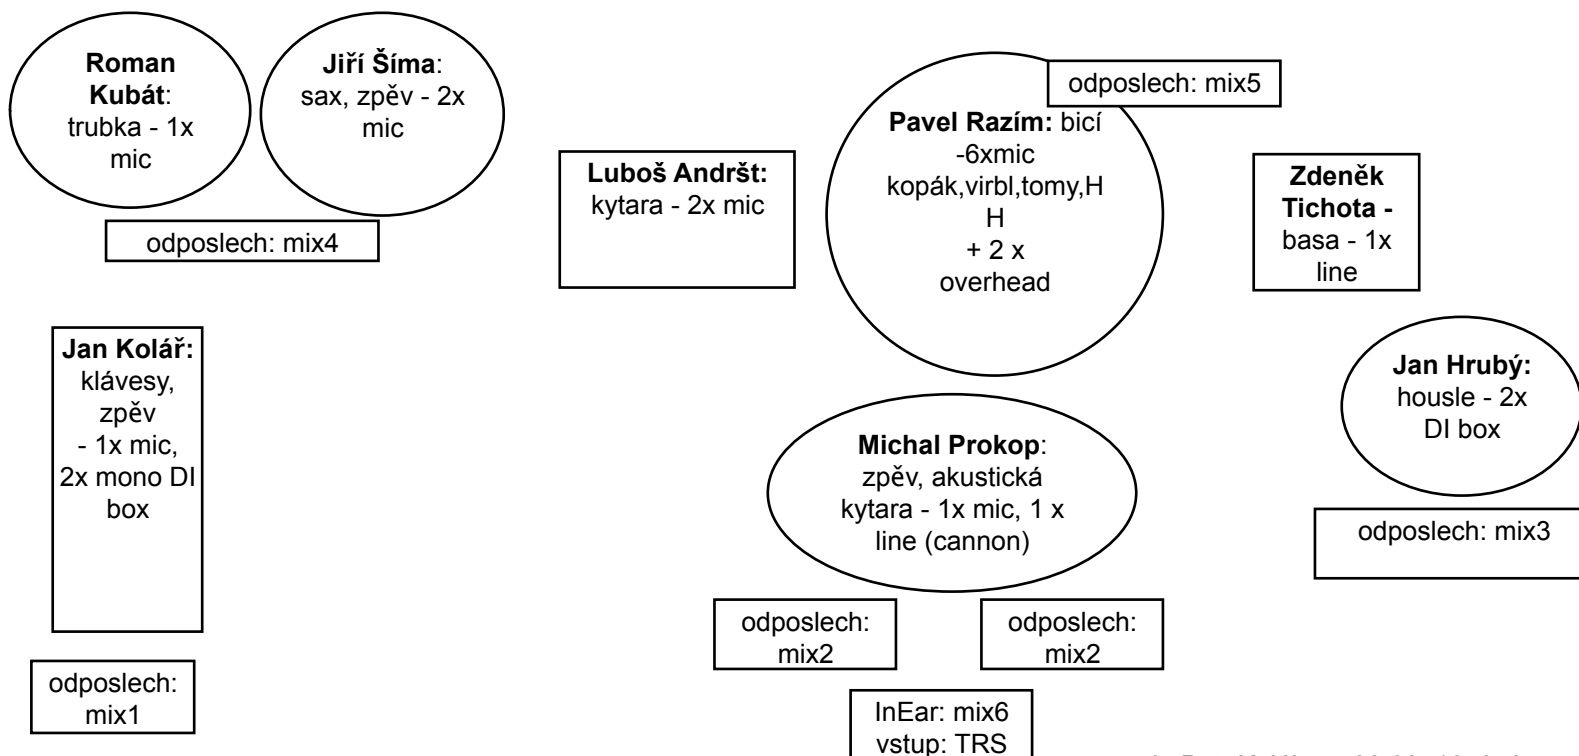 Roman
Kubát:
trubka - 1x
mic
Jiří Šíma:
sax, zpěv - 2x
mic
odposlech: mix4
Luboš Andršt:
kytara - 2x mic
odposlech: mix5
Pavel Razím: bicí
-6xmic
kopák,virbl,tomy,H
H
+ 2 x
overhead
Zdeněk
Tichota -
basa - 1x
line
Jan Kolář:
klávesy,
zpěv
- 1x mic,
2x mono DI
box
odposlech:
mix1
Michal Prokop:
zpěv, akustická
kytara - 1x mic, 1 x
line (cannon)
odposlech:
mix2
odposlech:
mix2
InEar: mix6
vstup: TRS
Jan Hrubý:
housle - 2x
DI box
odposlech: mix3